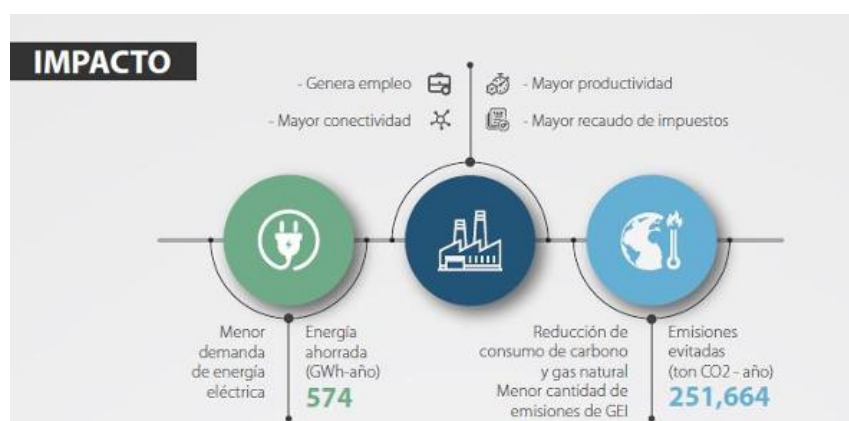 IMPACTO
- Genera empleo
- Mayor conectividad
- Mayor productividad
- Mayor recaudo de impuestos
Menor
demanda
de energía
eléctrica
Energía
ahorrada
(GWh-año)
574
Reducción de
consumo de carbono
y gas natural
Menor cantidad de
emisiones de GEI
Emisiones
evitadas
(ton CO2 - año)
251,664